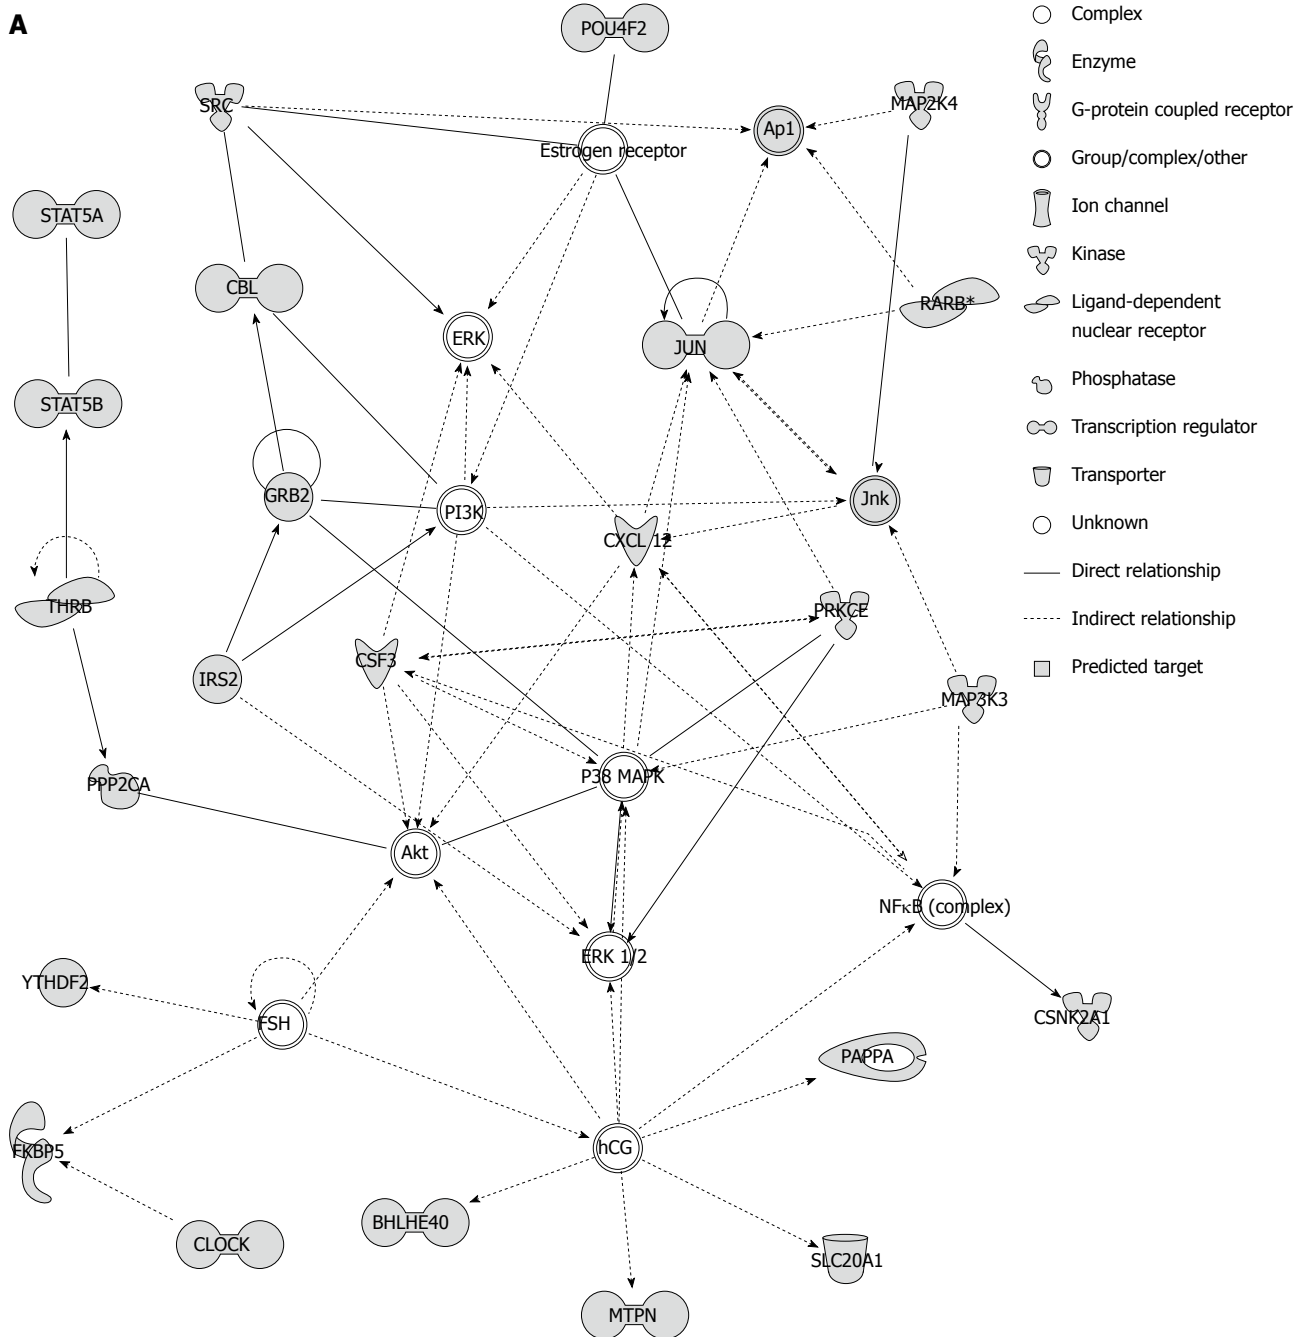 A
POU4F2
SRC
MAP2K4
Ap1
Estrogen receptor
STAT5A
CBL
RARB*
ERK
JUN
STAT5B
GRB2
PI3K
Jnk
CXCL 12
THRB
PRKCE
CSF3
IRS2
MAP3K3
P38 MAPK
PPP2CA
Akt
NFκB (complex)
ERK 1/2
YTHDF2
FSH
CSNK2A1
PAPPA
FKBP5
hCG
BHLHE40
CLOCK
SLC20A1
MTPN
Complex
Enzyme
G-protein coupled receptor
Group/complex/other
Ion channel
Kinase
Ligand-dependent
nuclear receptor
Phosphatase
Transcription regulator
Transporter
Unknown
Direct relationship
Indirect relationship
Predicted target